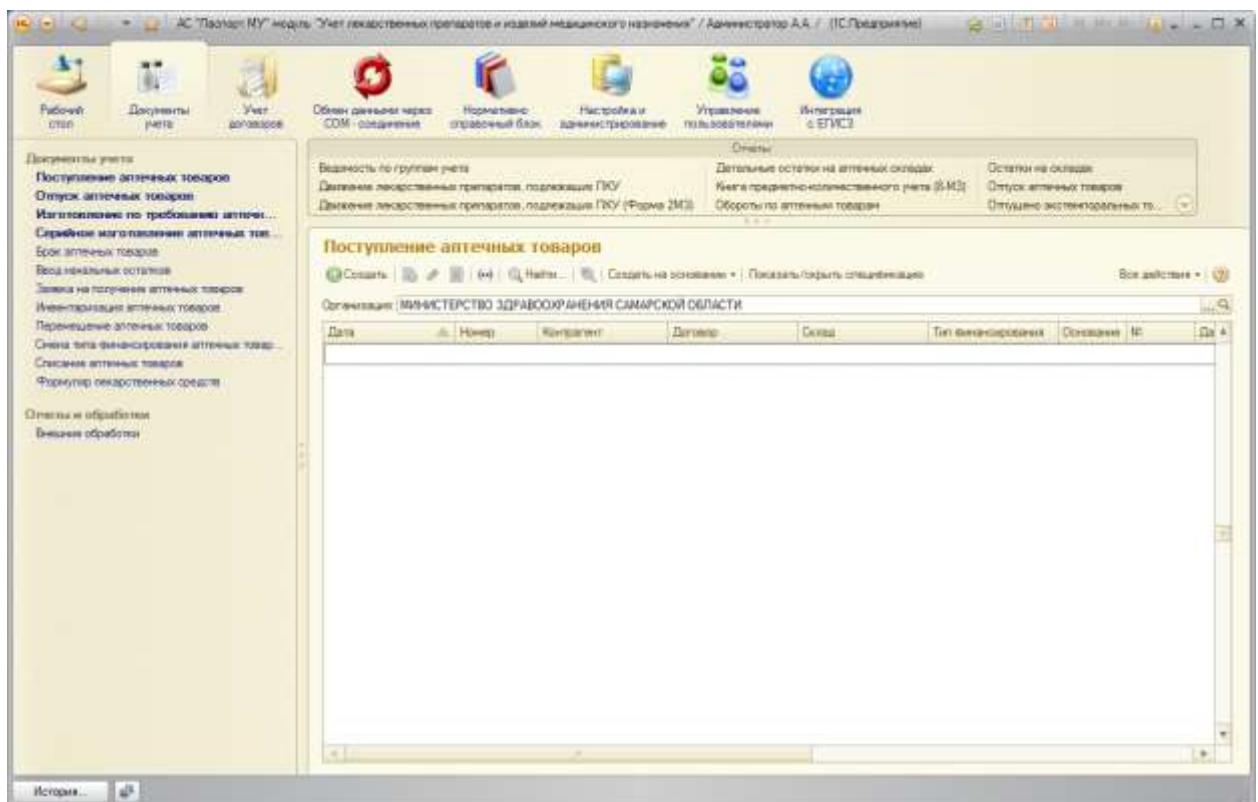 АС "Паспорт МУ" модуль "Учет лекарственных препаратов и изделий медицинского назначения" / Администратор А.А. / (1С:Предприятие)
Рабочий стол
Документы учета
Учет договоров
Обмен данными через COM - соединение
Нормативно справочный блок
Настройка и администрирование
Управление пользователями
Интеграция с ЕГИСЗ
Документы учета
Поступление аптечных товаров
Отпуск аптечных товаров
Изготовление по требованию аптечн...
Серийное изготовление аптечных тов...
Брак аптечных товаров
Ввод начальных остатков
Заявка на получение аптечных товаров
Инвентаризация аптечных товаров
Перемещение аптечных товаров
Смена типа финансирования аптечных товар...
Списание аптечных товаров
Формуляр лекарственных средств
Отчеты и обработки
Внешние обработки
Отчеты
Ведомость по группам учета
Движение лекарственных препаратов, подлежащих ПКУ
Движение лекарственных препаратов, подлежащих ПКУ (Форма 2МЗ)
Детальные остатки на аптечных складах
Книга предметно-количественного учета (8-МЗ)
Обороты по аптечным товарам
Остатки на складах
Отпуск аптечных товаров
Отпущено экстемпоральных то...
Поступление аптечных товаров
Создать
Найти...
Создать на основании
Показать/скрыть спецификацию
Все действия
Организация: МИНИСТЕРСТВО ЗДРАВООХРАНЕНИЯ САМАРСКОЙ ОБЛАСТИ
Дата Номер Контрагент Договор Склад Тип финансирования Основание № Да
История...